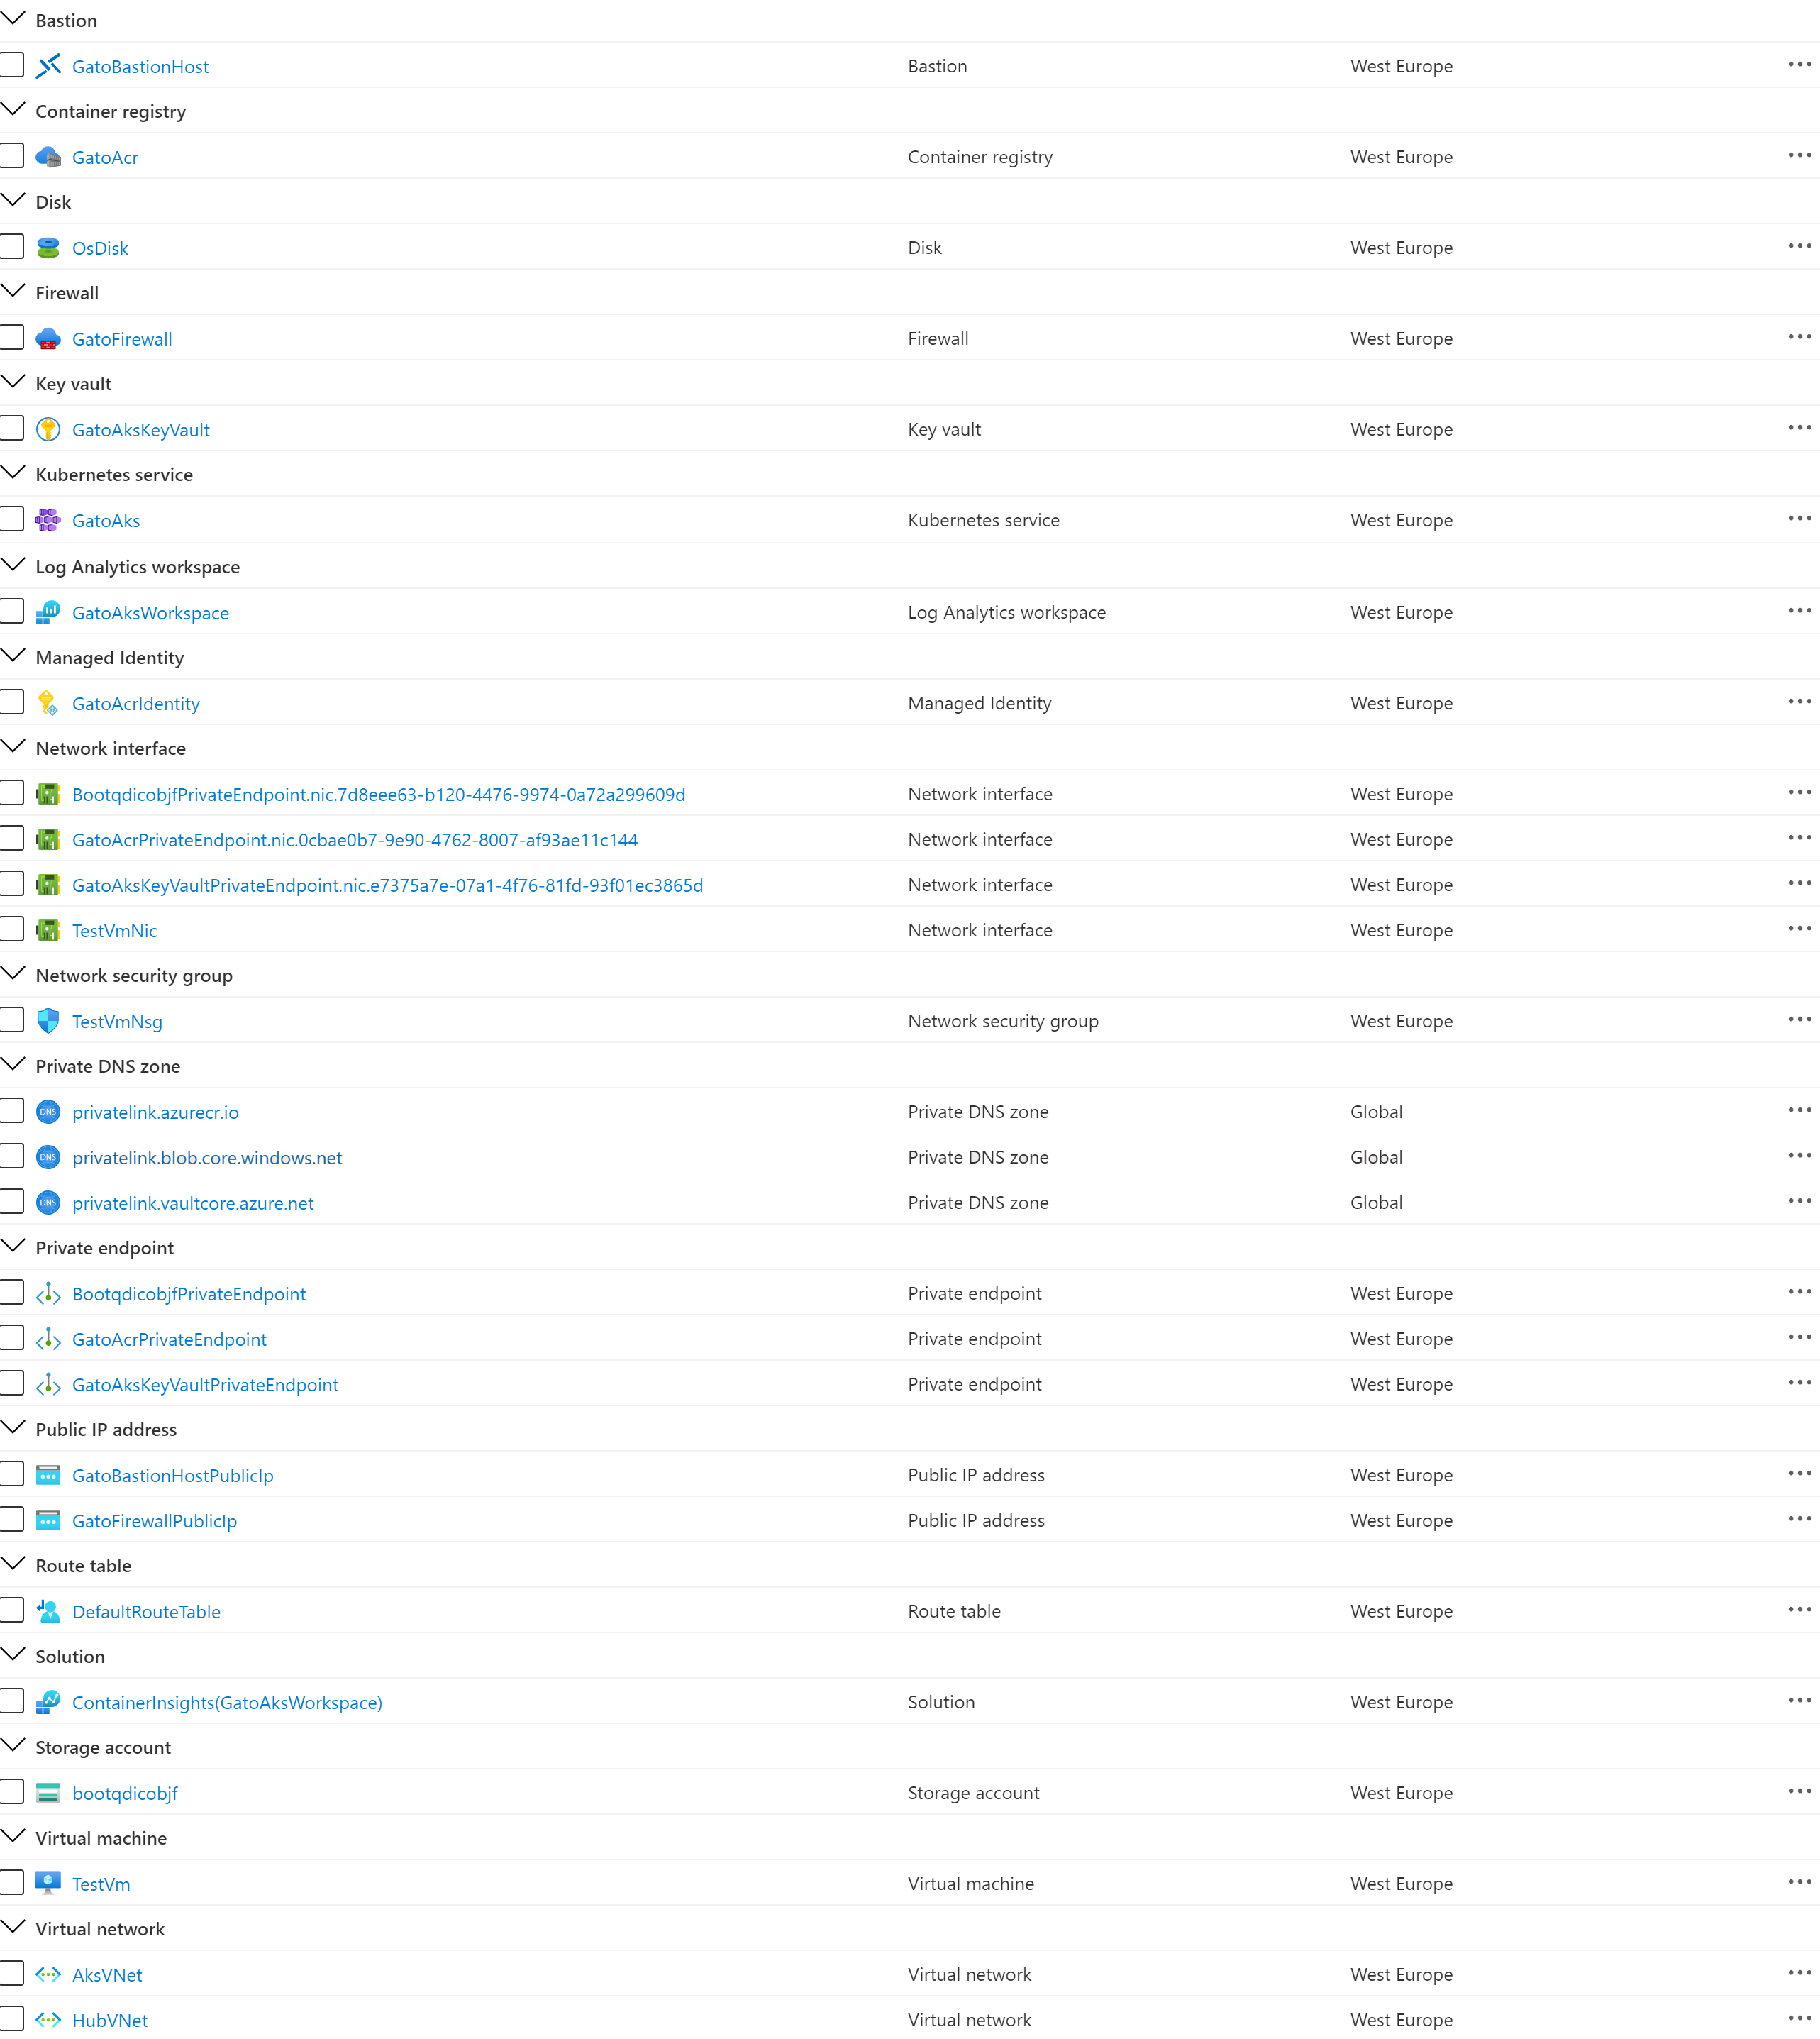 Bastion
GatoBastionHost Bastion West Europe
Container registry
GatoAcr Container registry West Europe
Disk
OsDisk Disk West Europe
Firewall
GatoFirewall Firewall West Europe
Key vault
GatoAksKeyVault Key vault West Europe
Kubernetes service
GatoAks Kubernetes service West Europe
Log Analytics workspace
GatoAksWorkspace Log Analytics workspace West Europe
Managed Identity
GatoAcrIdentity Managed Identity West Europe
Network interface
BootqdicobjfPrivateEndpoint.nic.7d8eee63-b120-4476-9974-0a72a299609d Network interface West Europe
GatoAcrPrivateEndpoint.nic.0cbae0b7-9e90-4762-8007-af93ae11c144 Network interface West Europe
GatoAksKeyVaultPrivateEndpoint.nic.e7375a7e-07a1-4f76-81fd-93f01ec3865d Network interface West Europe
TestVmNic Network interface West Europe
Network security group
TestVmNsg Network security group West Europe
Private DNS zone
DNS privatelink.azurecr.io Private DNS zone Global
DNS privatelink.blob.core.windows.net Private DNS zone Global
DNS privatelink.vaultcore.azure.net Private DNS zone Global
Private endpoint
BootqdicobjfPrivateEndpoint Private endpoint West Europe
GatoAcrPrivateEndpoint Private endpoint West Europe
GatoAksKeyVaultPrivateEndpoint Private endpoint West Europe
Public IP address
GatoBastionHostPublicIp Public IP address West Europe
GatoFirewallPublicIp Public IP address West Europe
Route table
DefaultRouteTable Route table West Europe
Solution
ContainerInsights(GatoAksWorkspace) Solution West Europe
Storage account
bootqdicobjf Storage account West Europe
Virtual machine
TestVm Virtual machine West Europe
Virtual network
AksVNet Virtual network West Europe
HubVNet Virtual network West Europe